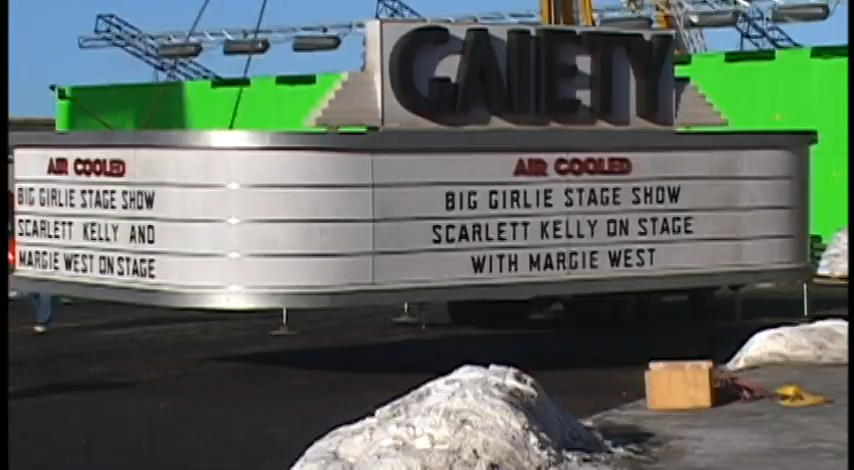 GAIETY
AIR COOLED
BIG GIRLIE STAGE SHOW
SCARLETT KELLY AND
MARGIE WEST ON STAGE
AIR COOLED
BIG GIRLIE STAGE SHOW
SCARLETT KELLY ON STAGE
WITH MARGIE WEST